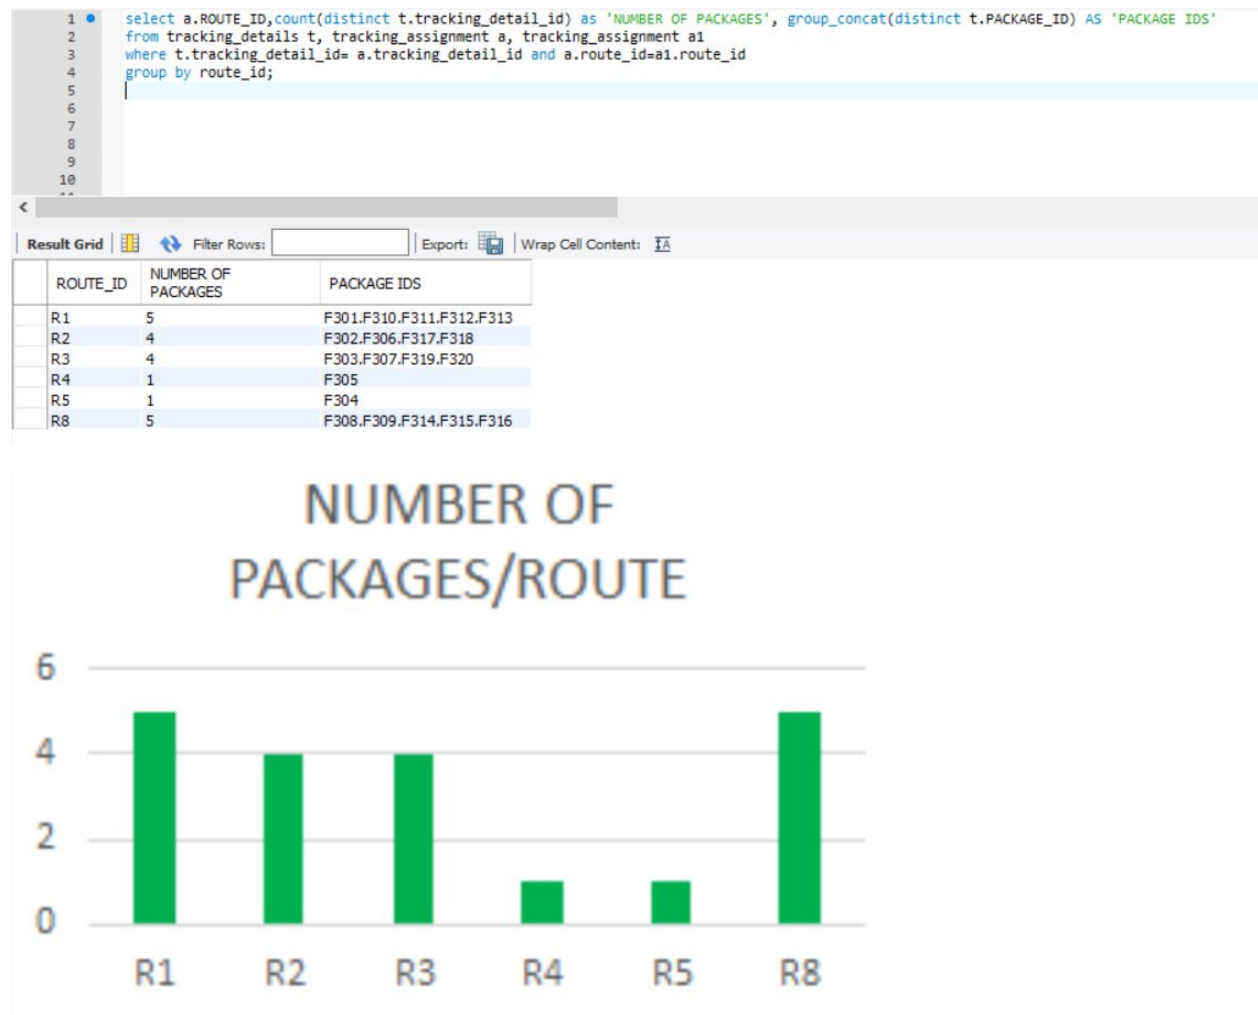 1 select a.ROUTE_ID,count(distinct t.tracking_detail_id) as 'NUMBER OF PACKAGES', group_concat(distinct t.PACKAGE_ID) AS 'PACKAGE IDS'
2 from tracking_details t, tracking_assignment a, tracking_assignment a1
3 where t.tracking_detail_id= a.tracking_detail_id and a.route_id=a1.route_id
4 group by route_id;
5
6
7
8
9
10
Result Grid Filter Rows: Export: Wrap Cell Content: IA
ROUTE_ID NUMBER OF PACKAGES PACKAGE IDS
R1 5 F301.F310.F311.F312.F313
R2 4 F302.F306.F317.F318
R3 4 F303.F307.F319.F320
R4 1 F305
R5 1 F304
R8 5 F308.F309.F314.F315.F316
NUMBER OF
PACKAGES/ROUTE
6
4
2
0
R1 R2 R3 R4 R5 R8